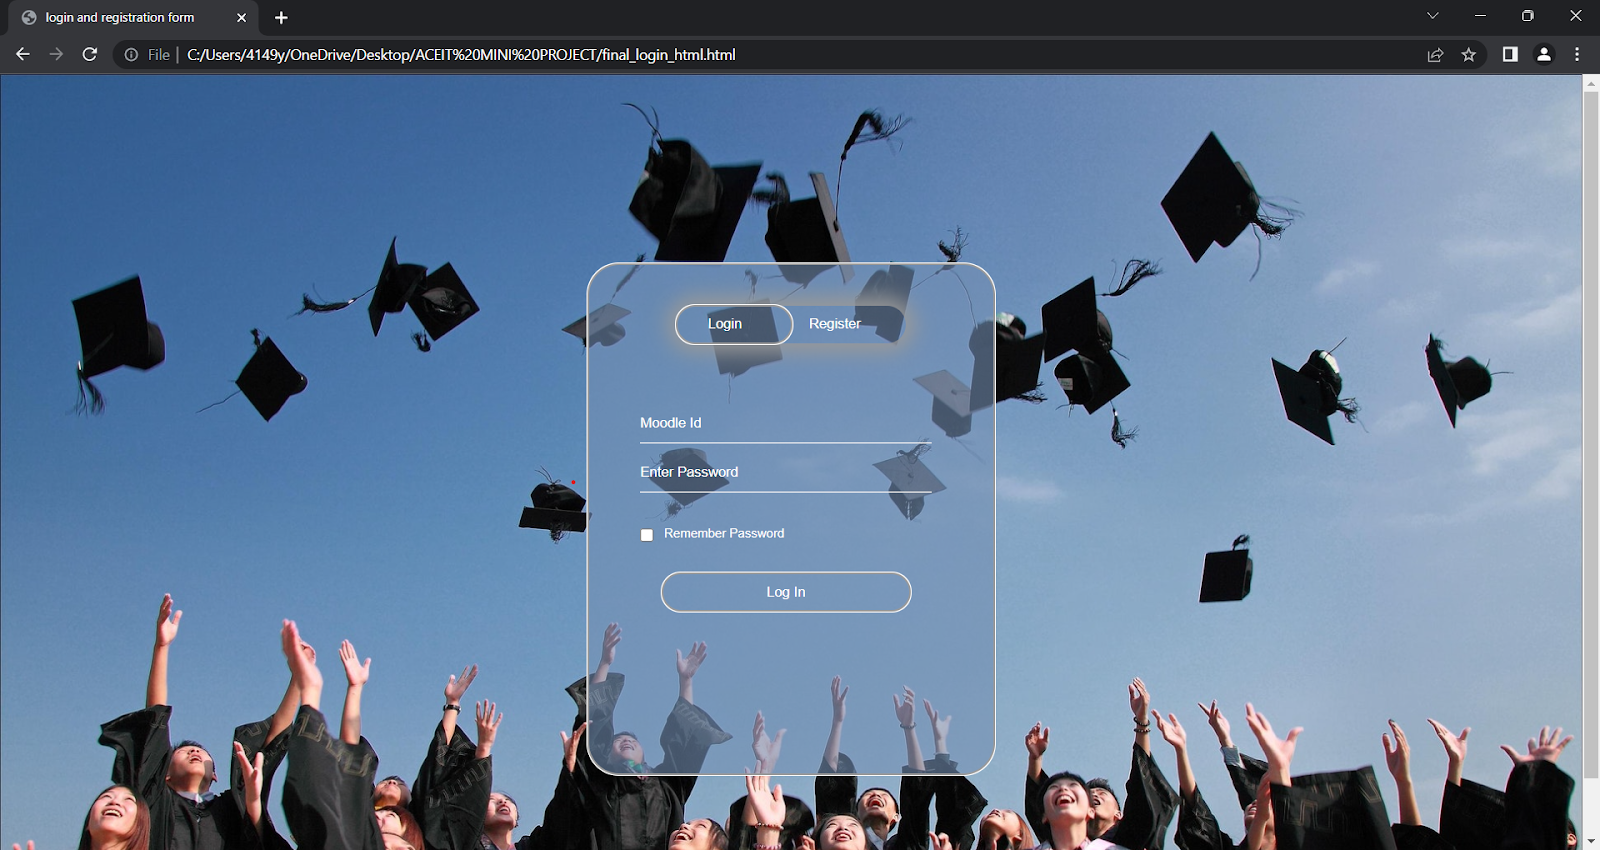 login and registration form
File C:/Users/4149y/OneDrive/Desktop/ACEIT%20MINI%20PROJECT/final_login_html.html
Login Register
Moodle Id
Enter Password
Remember Password
Log In